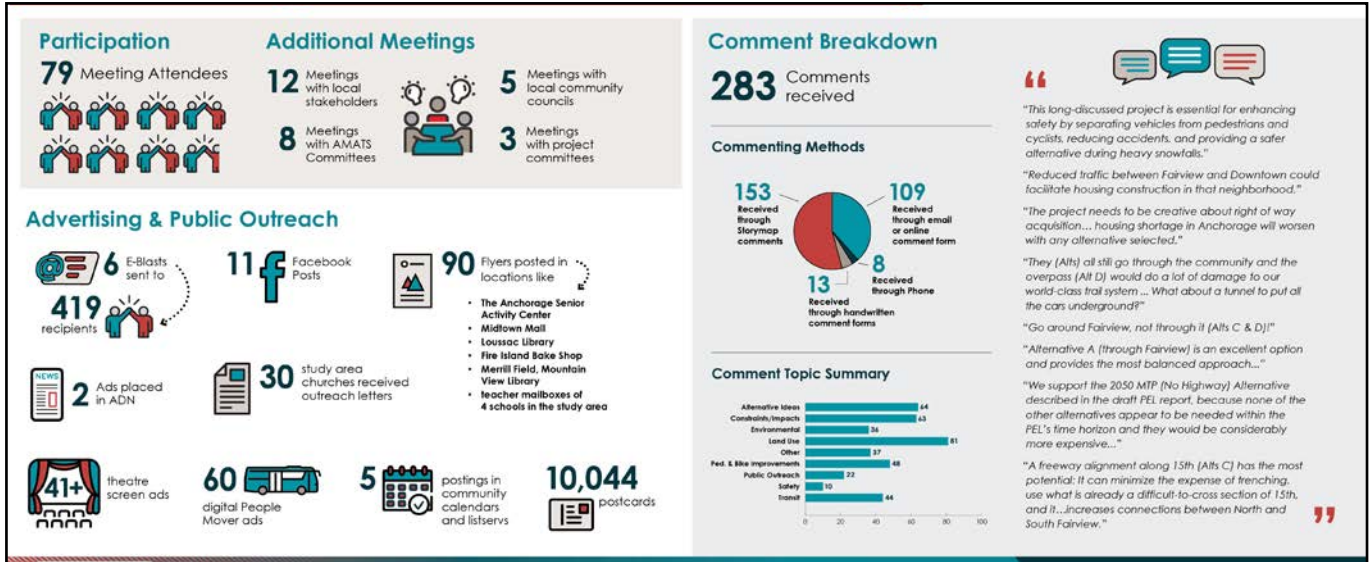 Participation
79 Meeting Attendees
Additional Meetings
12 Meetings
with local
stakeholders
5 Meetings with
local community
councils
8 Meetings
with AMATS
Committees
3 Meetings
with project
committees
Advertising & Public Outreach
6 E-Blasts
sent to
419
recipients
11 Facebook
Posts
90 Flyers posted in
locations like
• The Anchorage Senior
Activity Center
• Midtown Mall
• Loussac Library
• Fire Island Bake Shop
• Merrill Field, Mountain
View Library
• teacher mailboxes of
4 schools in the study area
NEWS
2 Ads placed
in ADN
30 study area
churches received
outreach letters
41+ theatre
screen ads
60
digital People
Mover ads
5 postings in
community
calendars
and listservs
10,044
postcards
Comment Breakdown
283 Comments
received
Commenting Methods
153
Received
through
Storymap
comments
109
Received
through email
or online
comment form
8
Received
through Phone
13
Received
through handwritten
comment forms
Comment Topic Summary
Alternative Ideas 64
Constraints/Impacts 63
Environmental 36
Land Use 81
Other 37
Ped. & Bike Improvements 48
Public Outreach 22
Safety 10
Transit 44
0 20 40 60 80 100
“
"This long-discussed project is essential for enhancing
safety by separating vehicles from pedestrians and
cyclists, reducing accidents, and providing a safer
alternative during heavy snowfalls."
"Reduced traffic between Fairview and Downtown could
facilitate housing construction in that neighborhood."
"The project needs to be creative about right of way
acquisition... housing shortage in Anchorage will worsen
with any alternative selected."
"They (Alts) all still go through the community and the
overpass (Alt D) would do a lot of damage to our
world-class trail system ... What about a tunnel to put all
the cars underground?"
"Go around Fairview, not through it (Alts C & D)!"
"Alternative A (through Fairview) is an excellent option
and provides the most balanced approach..."
"We support the 2050 MTP (No Highway) Alternative
described in the draft PEL report, because none of the
other alternatives appear to be needed within the
PEL's time horizon and they would be considerably
more expensive..."
"A freeway alignment along 15th (Alts C) has the most
potential: It can minimize the expense of trenching,
use what is already a difficult-to-cross section of 15th,
and it...increases connections between North and
South Fairview."
”